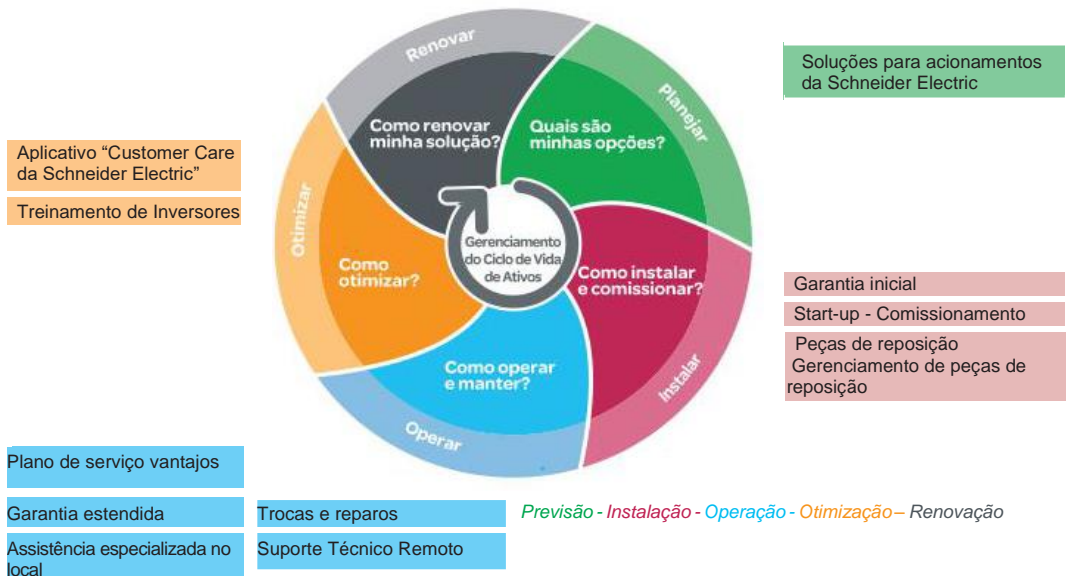 Renovar
Planejar
Soluções para acionamentos
da Schneider Electric
Como renovar
minha solução?
Quais são
minhas opções?
Aplicativo “Customer Care
da Schneider Electric”
Treinamento de Inversores
Otimizar
Gerenciamento
do Ciclo de Vida
de Ativos
Como
otimizar?
Como instalar
e comissionar?
Garantia inicial
Start-up - Comissionamento
Peças de reposição
Gerenciamento de peças de
reposição
Como operar
e manter?
Instalar
Operar
Plano de serviço vantajos
Garantia estendida
Trocas e reparos
Previsão - Instalação - Operação - Otimização– Renovação
Assistência especializada no
local
Suporte Técnico Remoto